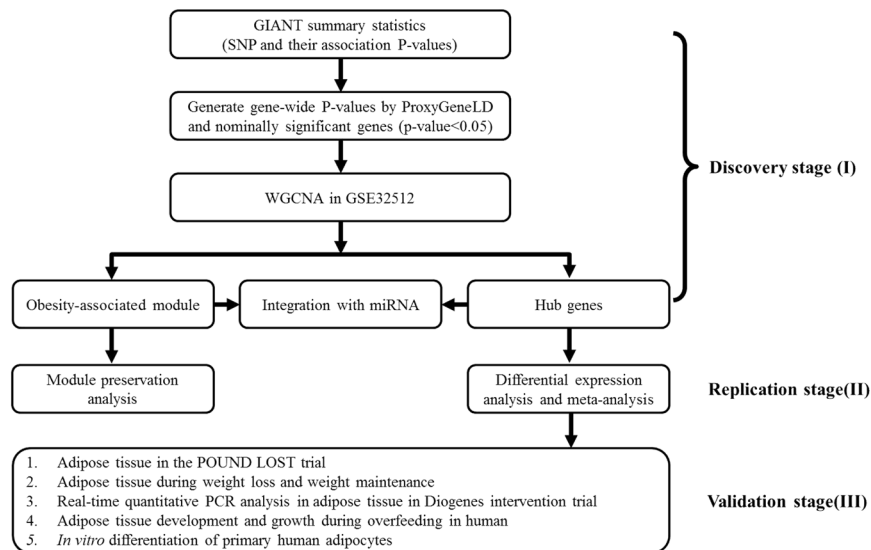 GIANT summary statistics
(SNP and their association P-values)
Generate gene-wide P-values by ProxyGeneLD
and nominally significant genes (p-value<0.05)
Discovery stage (I)
WGCNA in GSE32512
Obesity-associated module
Integration with miRNA
Hub genes
Module preservation
analysis
Differential expression
analysis and meta-analysis
Replication stage(II)
1. Adipose tissue in the POUND LOST trial
2. Adipose tissue during weight loss and weight maintenance
3. Real-time quantitative PCR analysis in adipose tissue in Diogenes intervention trial
4. Adipose tissue development and growth during overfeeding in human
5. In vitro differentiation of primary human adipocytes
Validation stage(III)